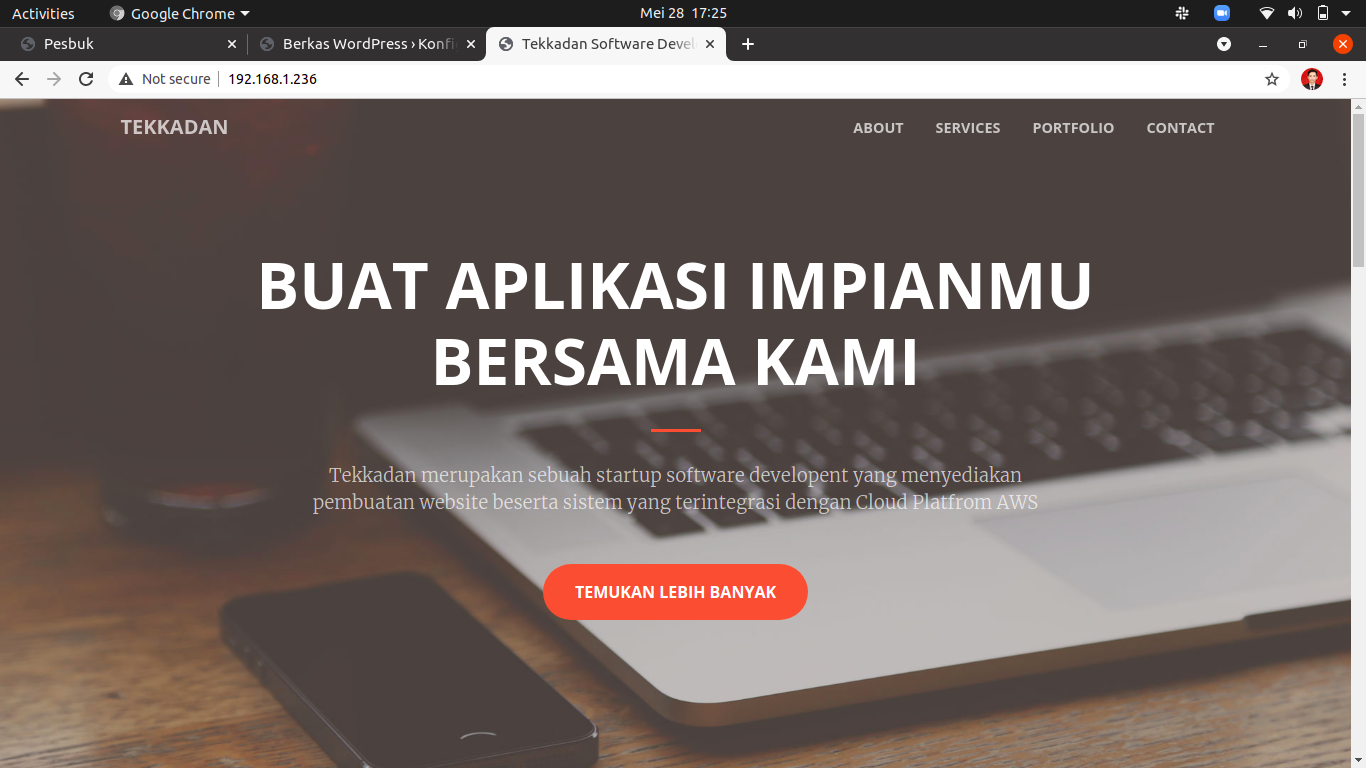 Activities Google Chrome Mei 28 17:25
Pesbuk Berkas WordPress › Konfi Tekkadan Software Devel
Not secure 192.168.1.236
TEKKADAN ABOUT SERVICES PORTFOLIO CONTACT
BUAT APLIKASI IMPIANMU
BERSAMA KAMI
Tekkadan merupakan sebuah startup software developent yang menyediakan
pembuatan website beserta sistem yang terintegrasi dengan Cloud Platfrom AWS
TEMUKAN LEBIH BANYAK